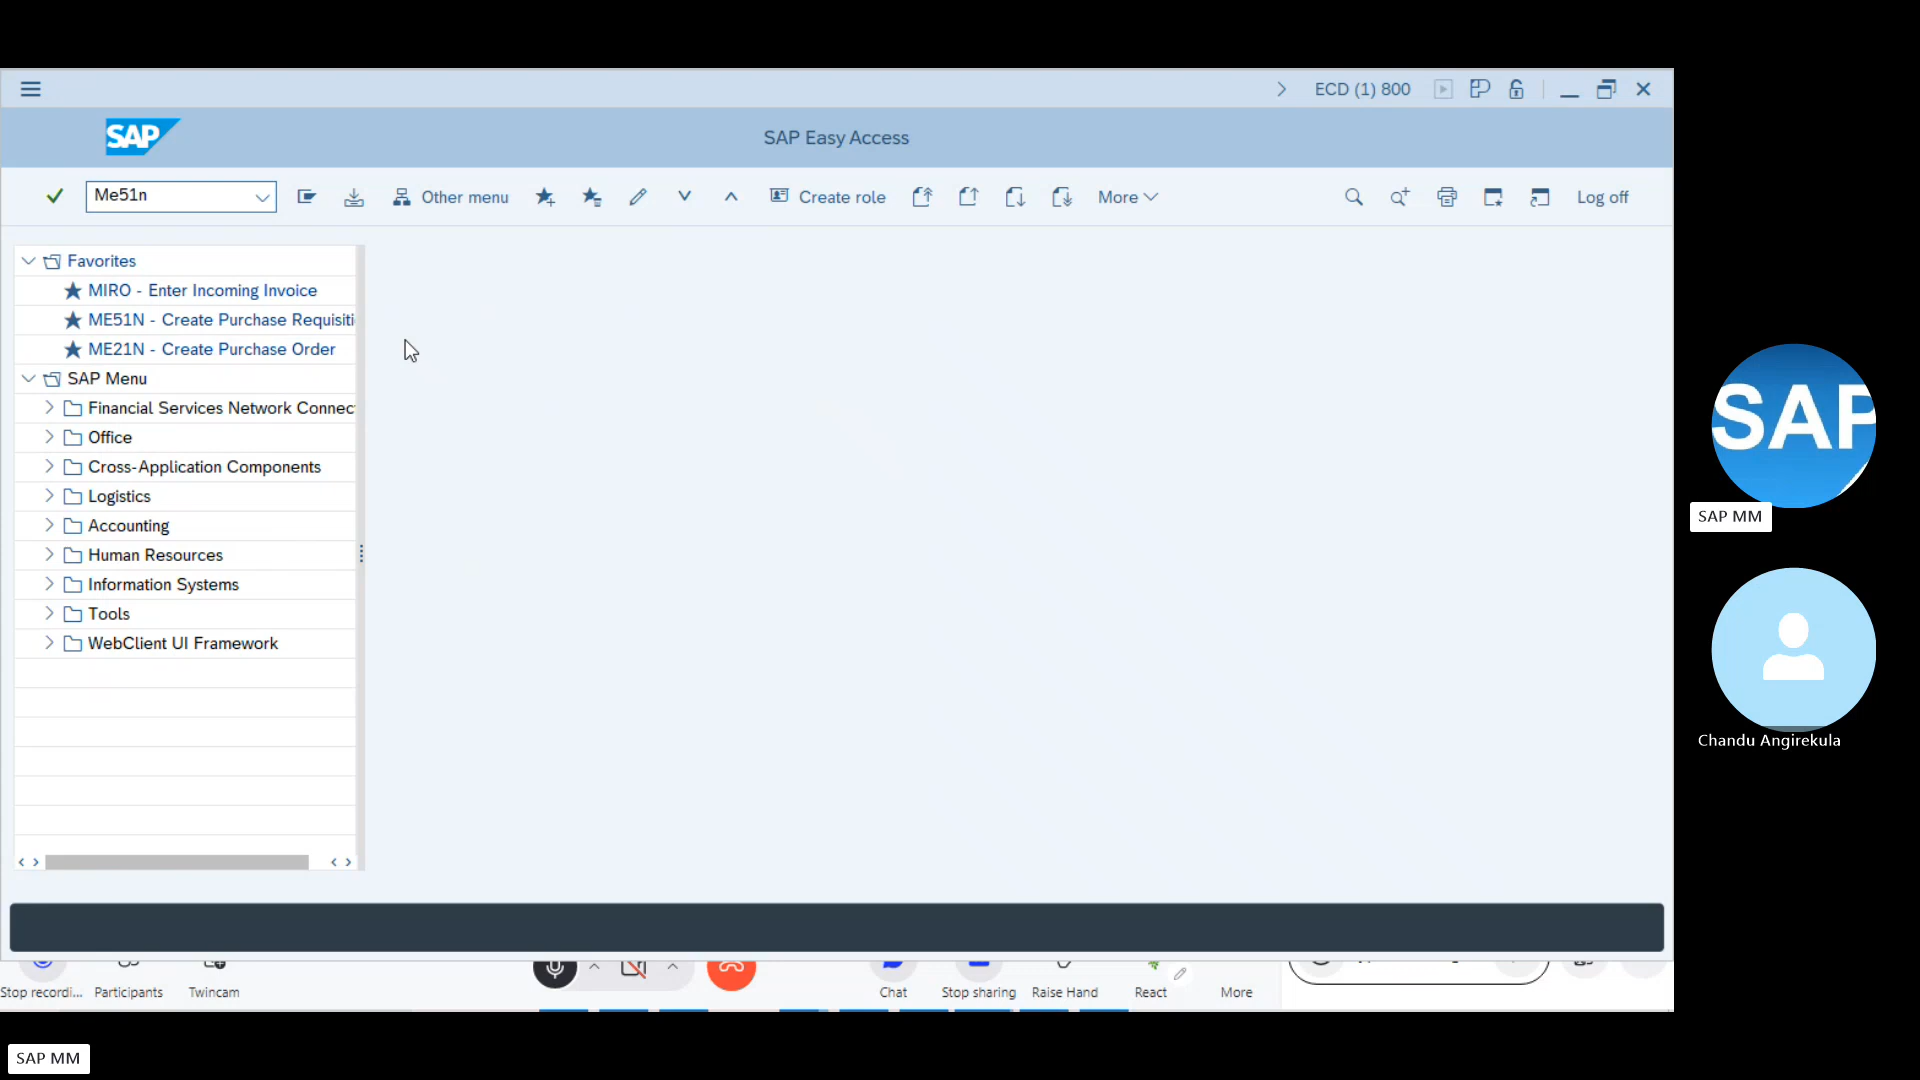 ECD (1) 800
SAP
SAP Easy Access
Me51n
Other menu
Create role
More
Log off
Favorites
MIRO - Enter Incoming Invoice
ME51N - Create Purchase Requisiti
ME21N - Create Purchase Order
SAP Menu
Financial Services Network Connec
Office
Cross-Application Components
Logistics
Accounting
Human Resources
Information Systems
Tools
WebClient UI Framework
SAP
SAP MM
Chandu Angirekula
Stop recordi...
Participants
Twincam
Chat
Stop sharing
Raise Hand
React
More
SAP MM